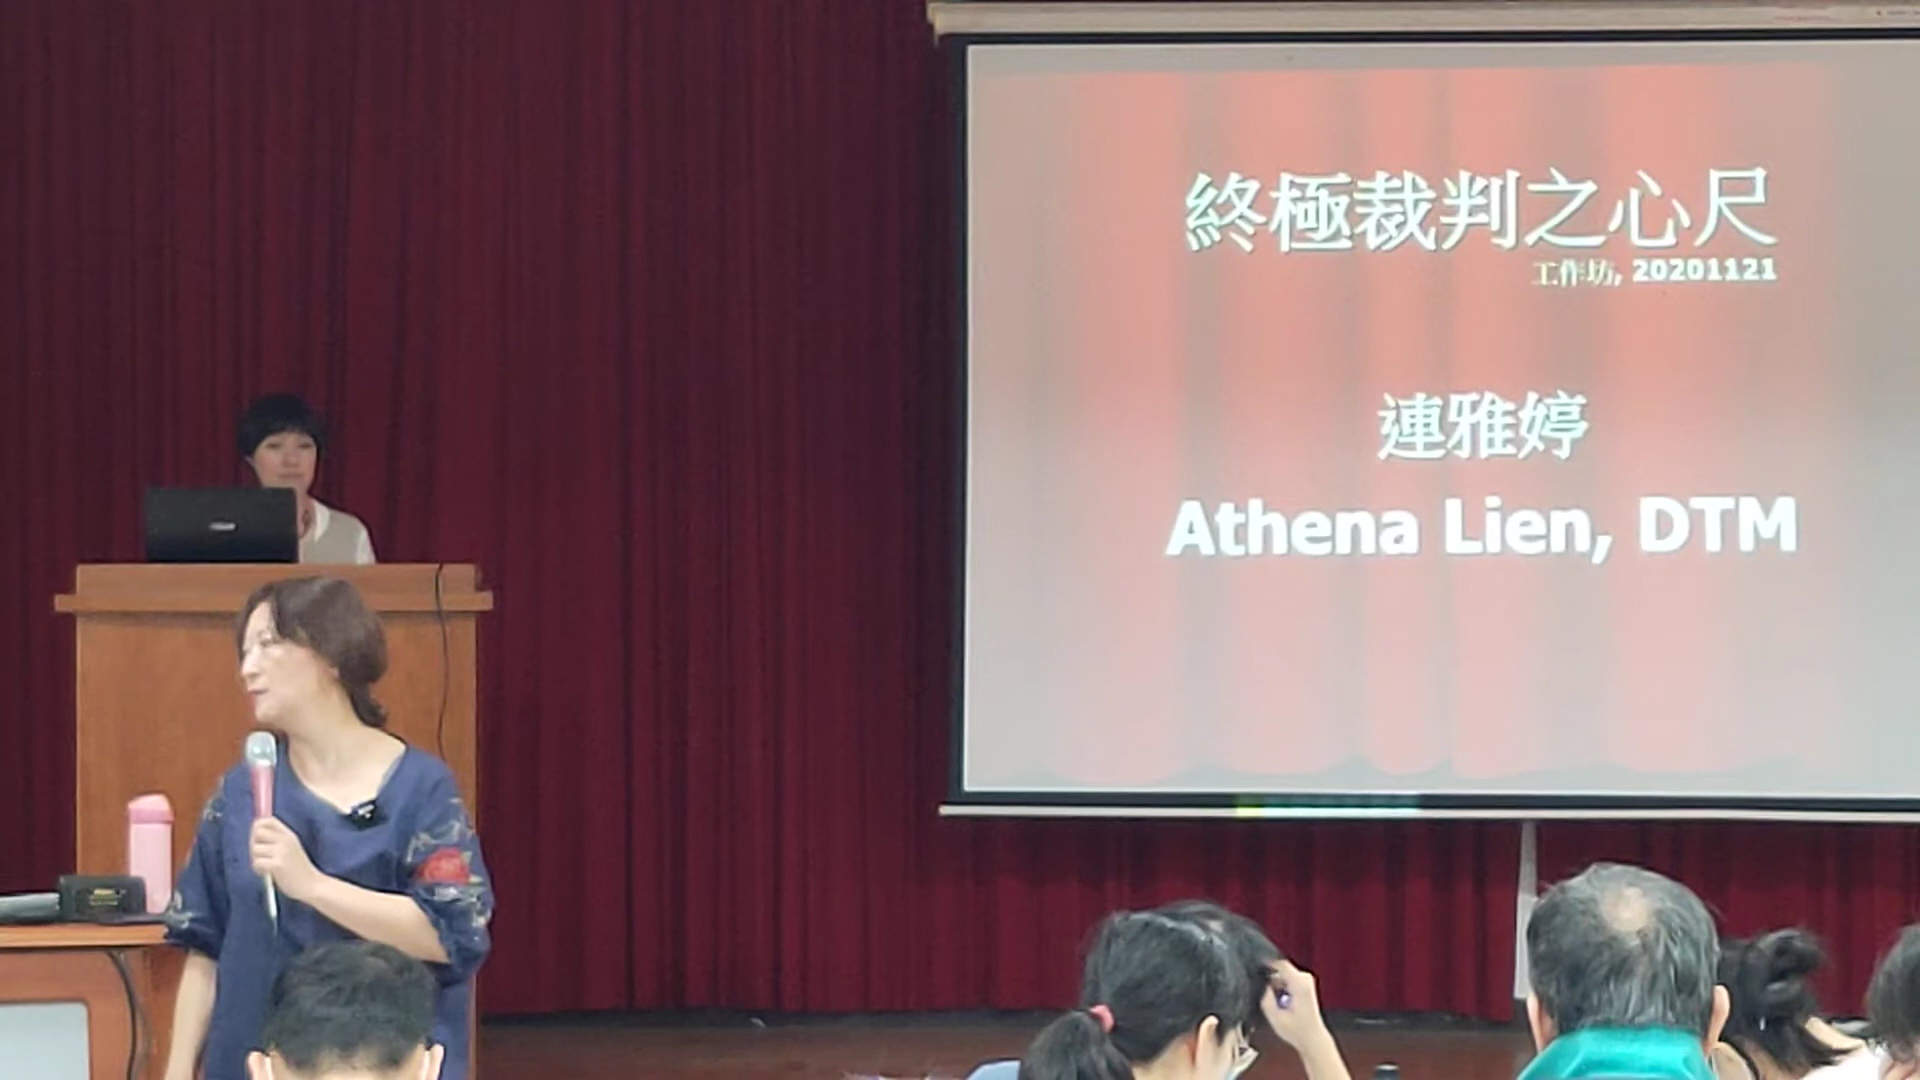 終極裁判之心尺
工作坊, 20201121
連雅婷
Athena Lien, DTM